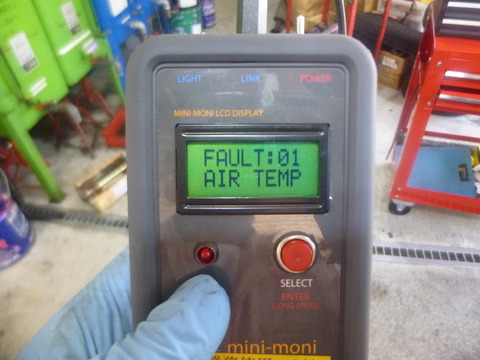 LIGHT LINK POWER
MINI-MONI LCD DISPLAY
FAULT:01
AIR TEMP
SELECT
ENTER
(LONG PRESS)
mini-moni